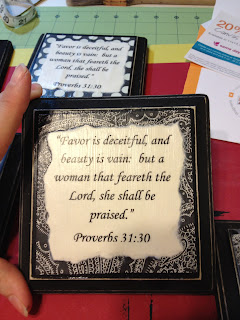 "Favor is deceitful, and
beauty is vain:  but a
woman that feareth the
Lord, she shall be
praised."
Proverbs 31:30
"Favor is deceitful, and
beauty is vain:  but a
woman that feareth the
Lord, she shall be
praised."
Proverbs 31:30
20%